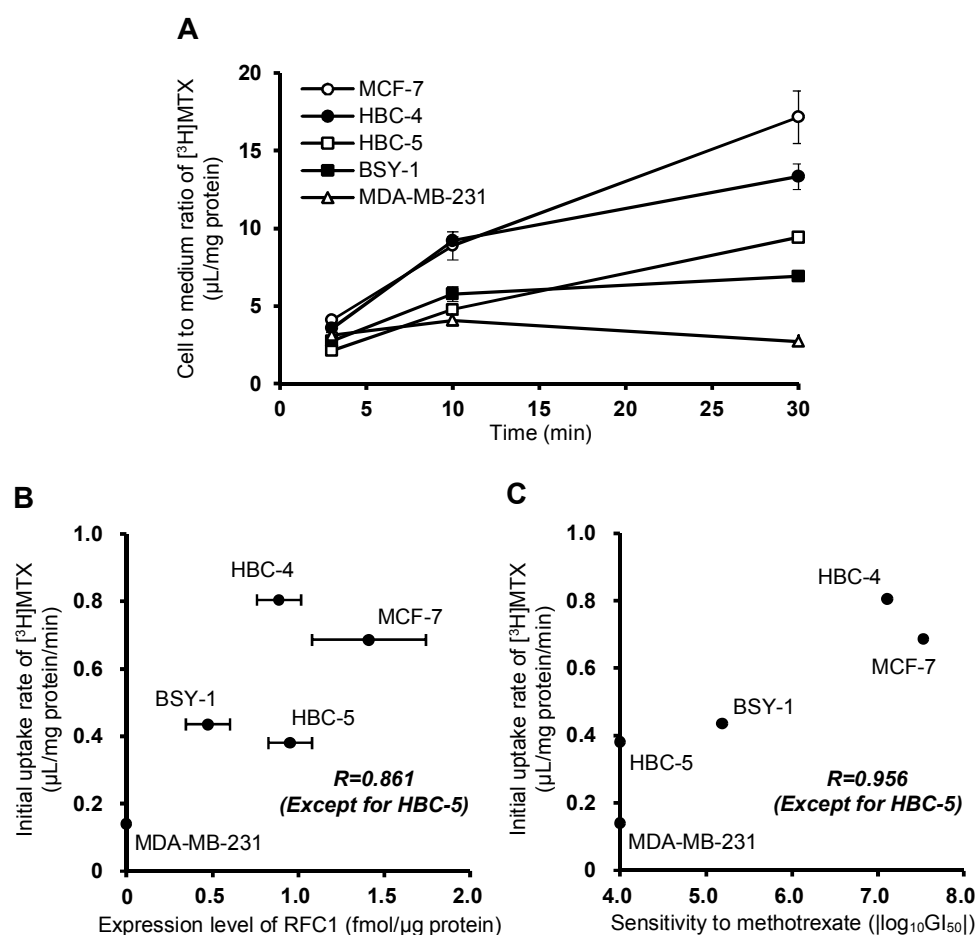 A
Cell to medium ratio of [³H]MTX
(µL/mg protein)
20
15
10
5
0
MCF-7
HBC-4
HBC-5
BSY-1
MDA-MB-231
0 5 10 15 20 25 30
Time (min)
B
Initial uptake rate of [³H]MTX
(µL/mg protein/min)
1.0
0.8
0.6
0.4
0.2
0
HBC-4
MCF-7
BSY-1
HBC-5
R=0.861
(Except for HBC-5)
MDA-MB-231
0 0.5 1.0 1.5 2.0
Expression level of RFC1 (fmol/µg protein)
C
Initial uptake rate of [³H]MTX
(µL/mg protein/min)
1.0
0.8
0.6
0.4
0.2
0
HBC-4
MCF-7
BSY-1
HBC-5
R=0.956
(Except for HBC-5)
MDA-MB-231
4.0 5.0 6.0 7.0 8.0
Sensitivity to methotrexate (|log₁₀GI₅₀|)